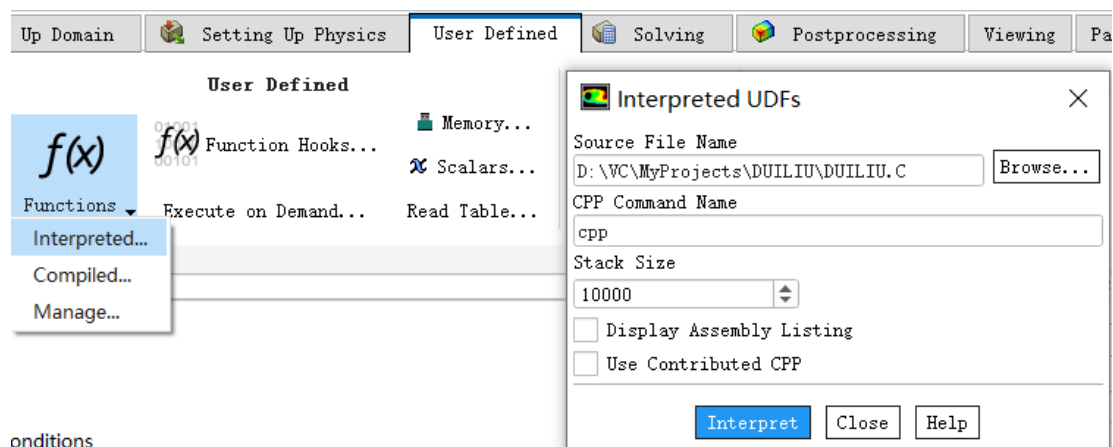 Up Domain
Setting Up Physics
User Defined
Solving
Postprocessing
Viewing
Pa
User Defined
f(x)
Functions
f(x) Function Hooks...
Execute on Demand...
Memory...
Scalars...
Read Table...
Interpreted...
Compiled...
Manage...
onditions
Interpreted UDFs
Source File Name
D:\VC\MyProjects\DUILIU\DUILIU.C
Browse...
CPP Command Name
cpp
Stack Size
10000
Display Assembly Listing
Use Contributed CPP
Interpret
Close
Help